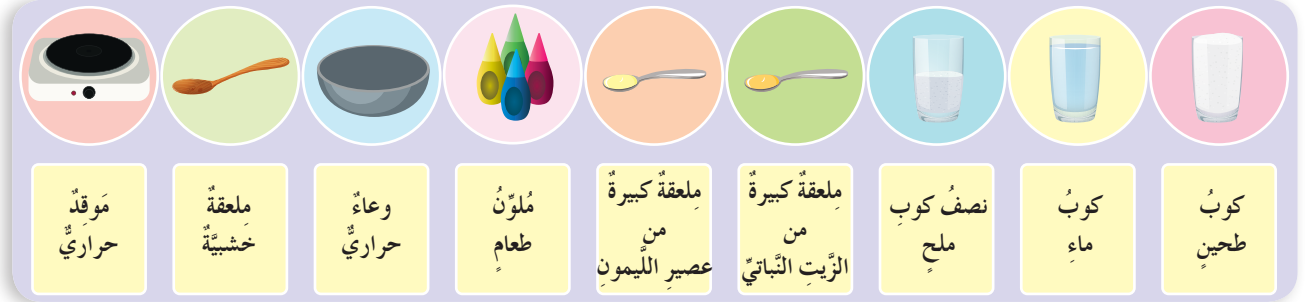 كوبُ
طحينٍ
كوبُ
ماءِ
نصفُ كوبِ
ملحٍ
مِلعقةٌ كبيرةٌ
من
الزَّيتِ النَّباتيِّ
مِلعقةٌ كبيرةٌ
من
عصيرِ اللَّيمونِ
مُلوِّنُ
طعامٍ
وعاءٌ
حراريٌّ
مِلعقةٌ
خشبيَّةٌ
مَوقِدٌ
حراريٌّ